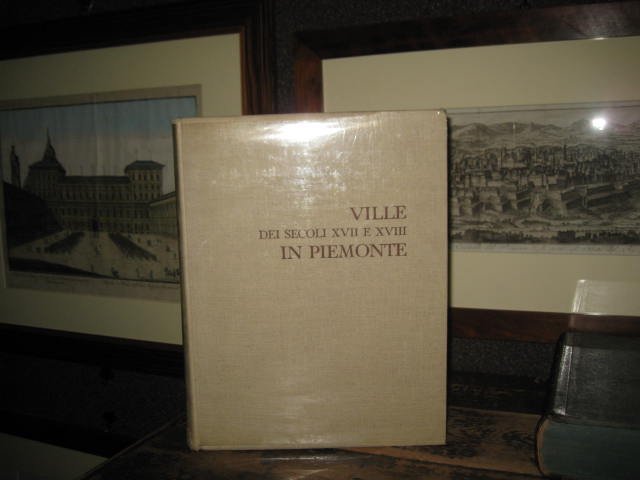 VILLE
DEI SECOLI XVII E XVIII
IN PIEMONTE